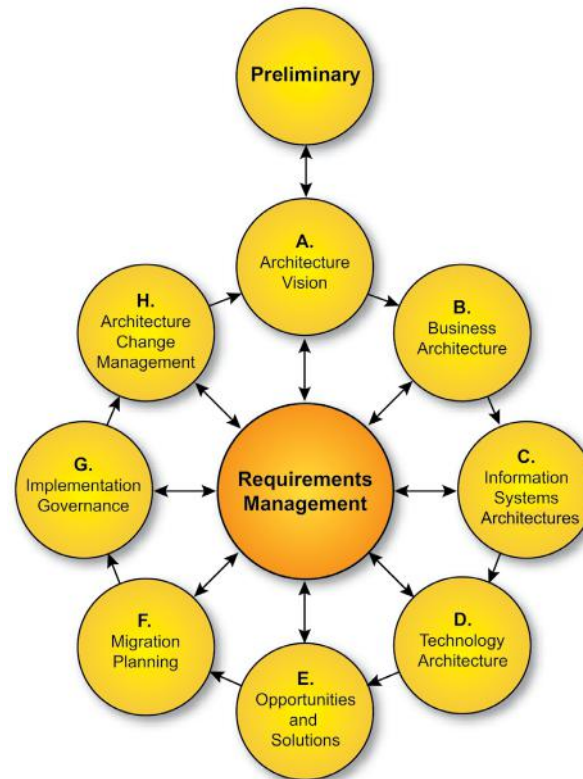 Preliminary
A.
Architecture
Vision
B.
Business
Architecture
C.
Information
Systems
Architectures
D.
Technology
Architecture
E.
Opportunities
and
Solutions
F.
Migration
Planning
G.
Implementation
Governance
H.
Architecture
Change
Management
Requirements
Management